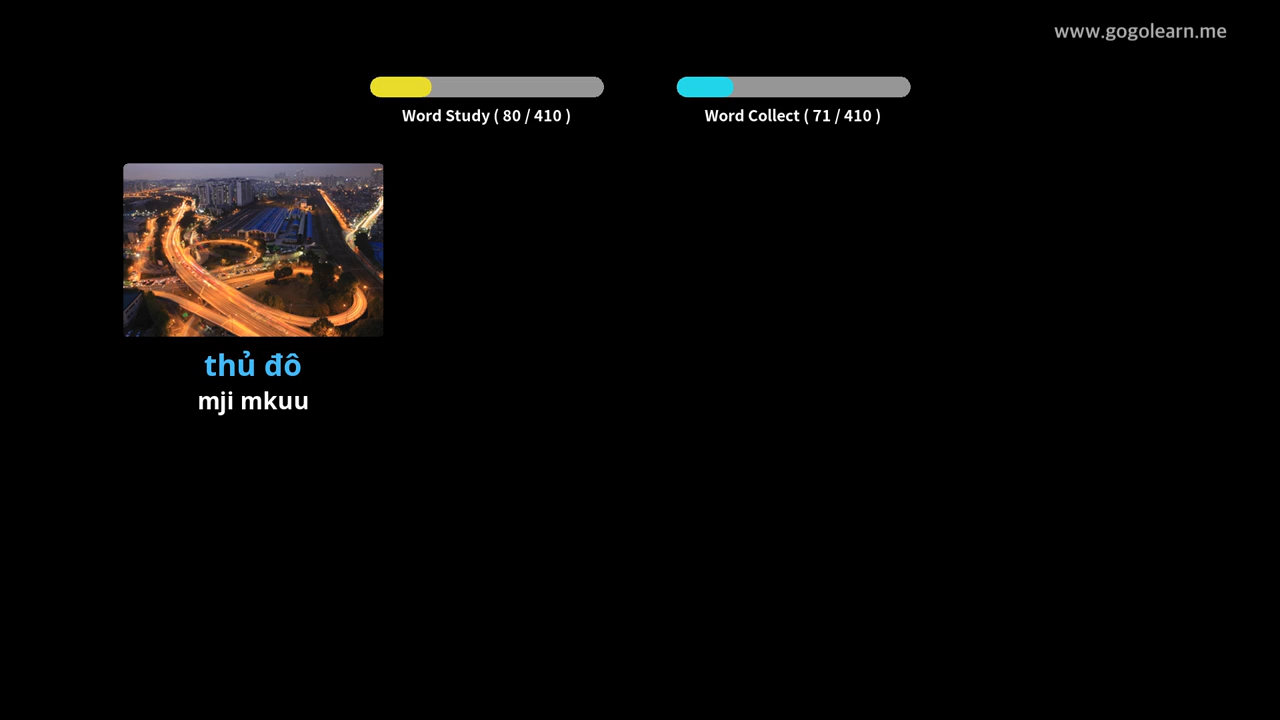 www.gogolearn.me
Word Study ( 80 / 410 )
Word Collect ( 71 / 410 )
thủ đô
mji mkuu